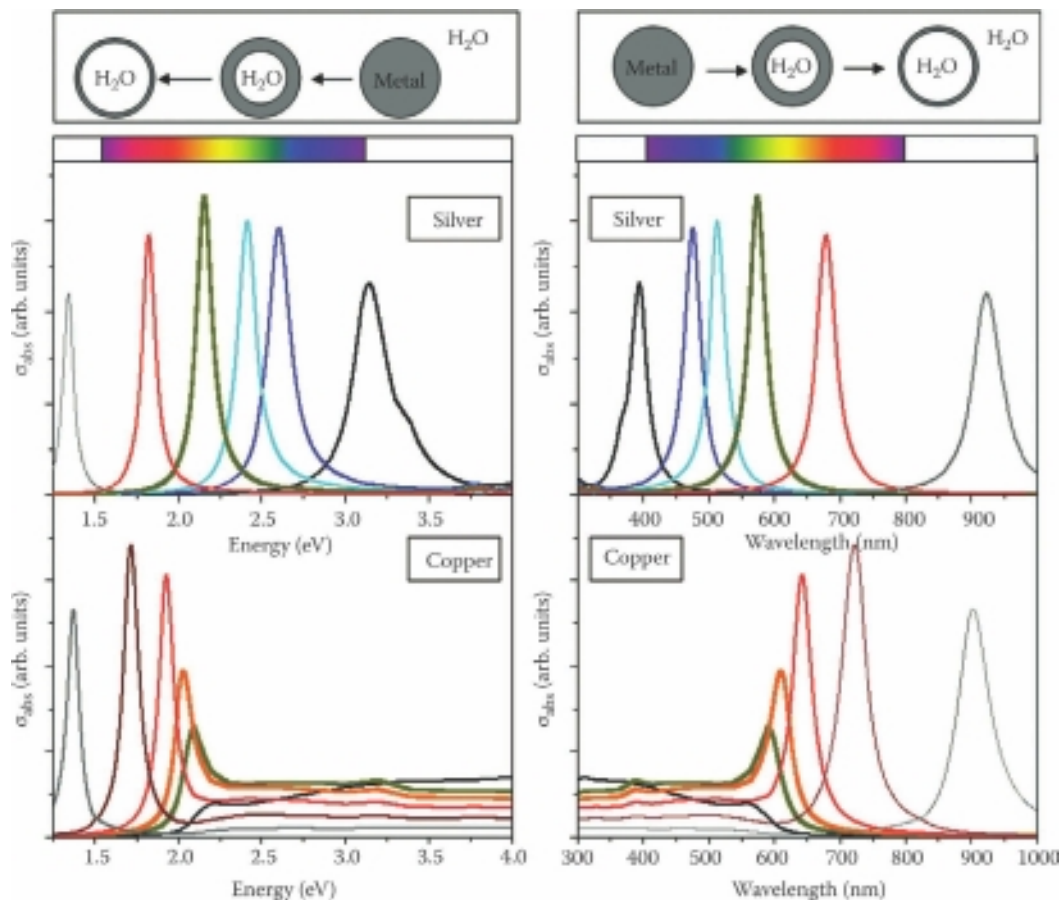 H₂O H₂O Metal H₂O
Metal H₂O H₂O H₂O
Silver
σabs (arb. units)
1.5 2.0 2.5 3.0 3.5
Energy (eV)
Silver
σabs (arb. units)
400 500 600 700 800 900
Wavelength (nm)
Copper
σabs (arb. units)
1.5 2.0 2.5 3.0 3.5 4.0
Energy (eV)
Copper
σabs (arb. units)
300 400 500 600 700 800 900 1000
Wavelength (nm)